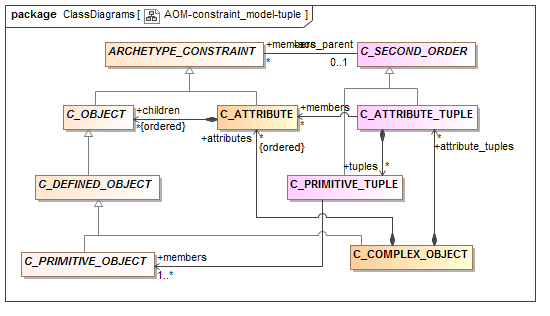 package ClassDiagrams [ AOM-constraint_model-tuple ]
ARCHETYPE_CONSTRAINT
+members
*
0..1
C_SECOND_ORDER
C_OBJECT
+children
*{ordered}
C_ATTRIBUTE
+members
*
C_ATTRIBUTE_TUPLE
+attributes
*
{ordered}
*
+attribute_tuples
+tuples
*
C_DEFINED_OBJECT
C_PRIMITIVE_TUPLE
C_PRIMITIVE_OBJECT
+members
1..*
C_COMPLEX_OBJECT